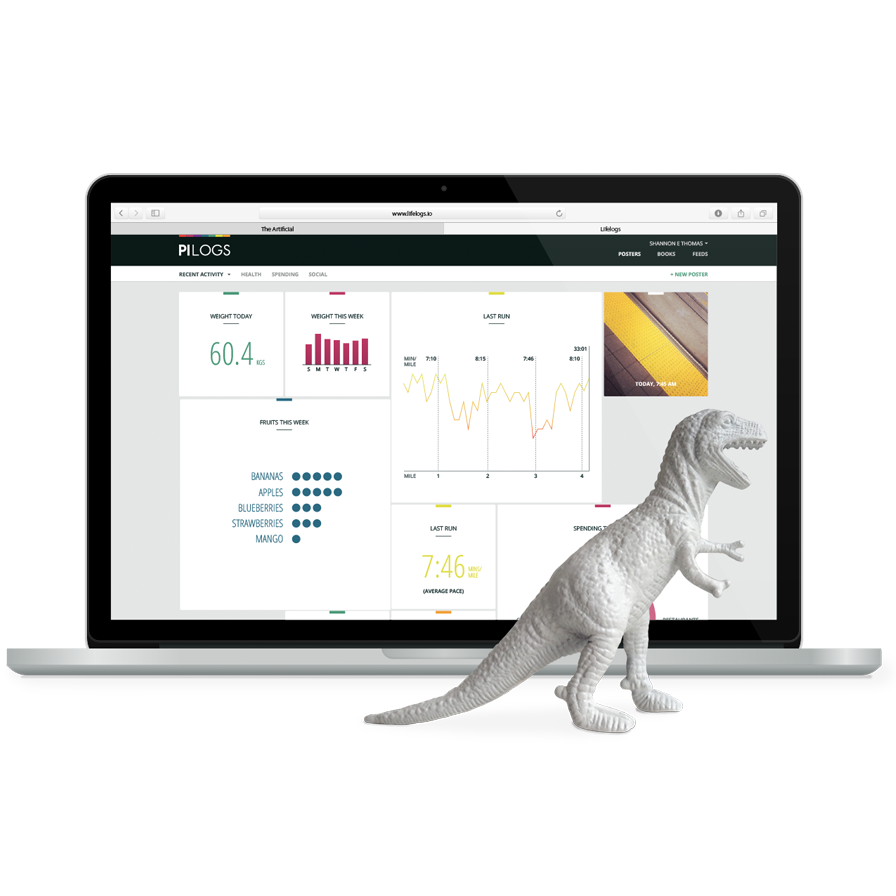 www.lifelogs.io
The Artificial
Lifelogs
PILOGS
SHANNON E THOMAS
POSTERS BOOKS FEEDS
RECENT ACTIVITY HEALTH SPENDING SOCIAL
+ NEW POSTER
WEIGHT TODAY
60.4 KGS
WEIGHT THIS WEEK
S M T W T F S
LAST RUN
33:01
MIN/
MILE
7:10 8:15 7:46 8:10
MILE 1 2 3 4
TODAY, 7:45 AM
FRUITS THIS WEEK
BANANAS
APPLES
BLUEBERRIES
STRAWBERRIES
MANGO
LAST RUN
7:46 MINS/
MILE
(AVERAGE PACE)
SPENDING